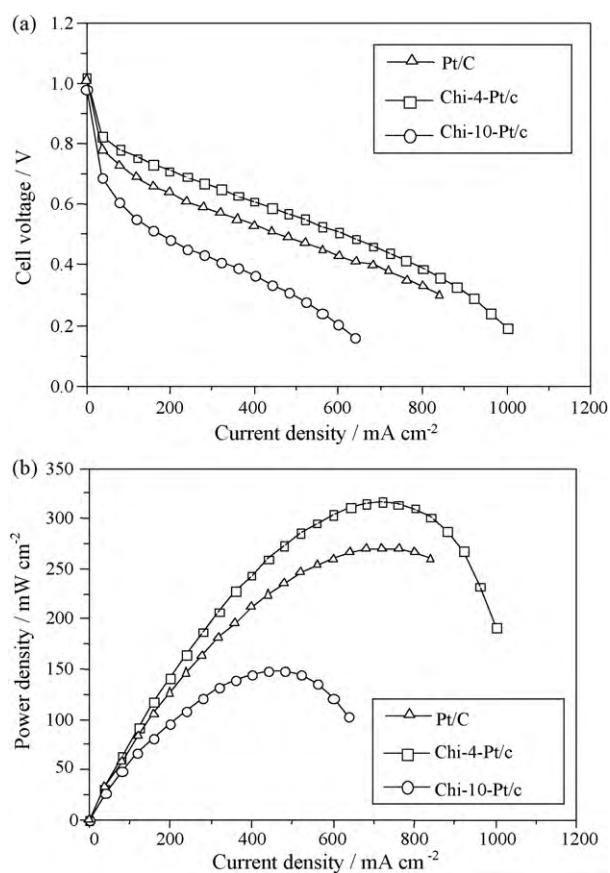 (a)
1.2
1.0
0.8
0.6
0.4
0.2
0.0
Cell voltage / V
Pt/C
Chi-4-Pt/c
Chi-10-Pt/c
0 200 400 600 800 1000 1200
Current density / mA cm⁻²
(b)
350
300
250
200
150
100
50
0
Power density / mW cm⁻²
Pt/C
Chi-4-Pt/c
Chi-10-Pt/c
0 200 400 600 800 1000 1200
Current density / mA cm⁻²